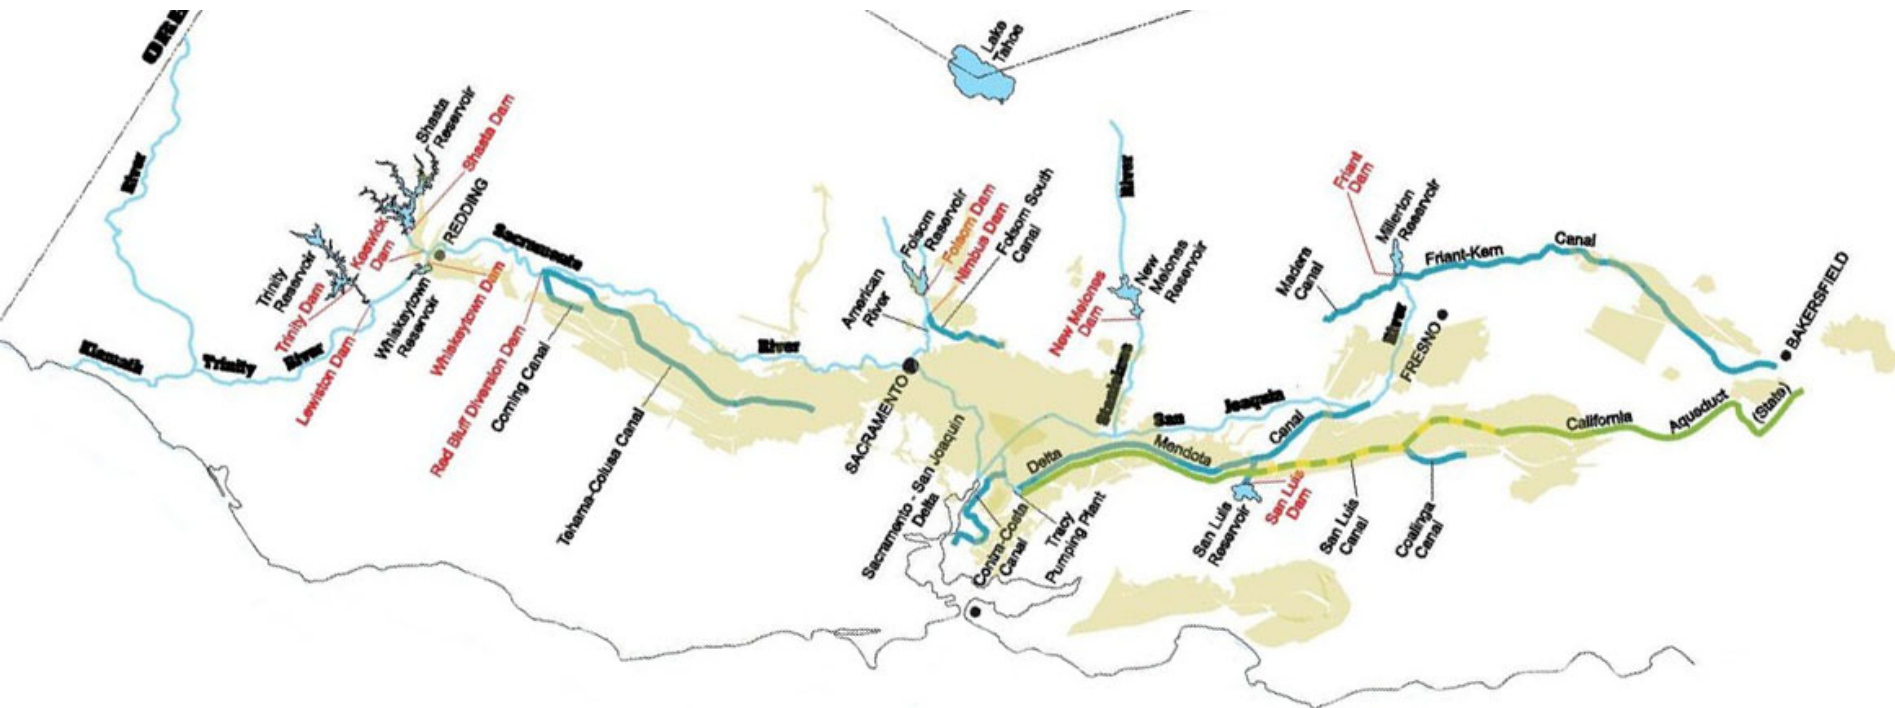 ORE
River
Klamath
Trinity
River
Trinity
Reservoir
Trinity Dam
Lewiston Dam
Shasta
Reservoir
Shasta Dam
Keswick
Dam
REDDING
Whiskeytown
Reservoir
Whiskeytown Dam
Red Bluff Diversion Dam
Corning Canal
Tehama-Colusa Canal
Sacramento
River
Lake
Tahoe
Folsom
Reservoir
Folsom Dam
Nimbus Dam
Folsom South
Canal
American
River
SACRAMENTO
Sacramento - San Joaquin
Delta
Contra-Costa
Canal
Tracy
Pumping Plant
River
New
Melones
Reservoir
New Melones
Dam
Stanislaus
San
Joaquin
River
Delta
Mendota
Canal
San Luis
Reservoir
San Luis
Dam
San Luis
Canal
Coalinga
Canal
Friant
Dam
Millerton
Reservoir
Madera
Canal
Friant-Kern
Canal
FRESNO
BAKERSFIELD
California
Aqueduct
(State)